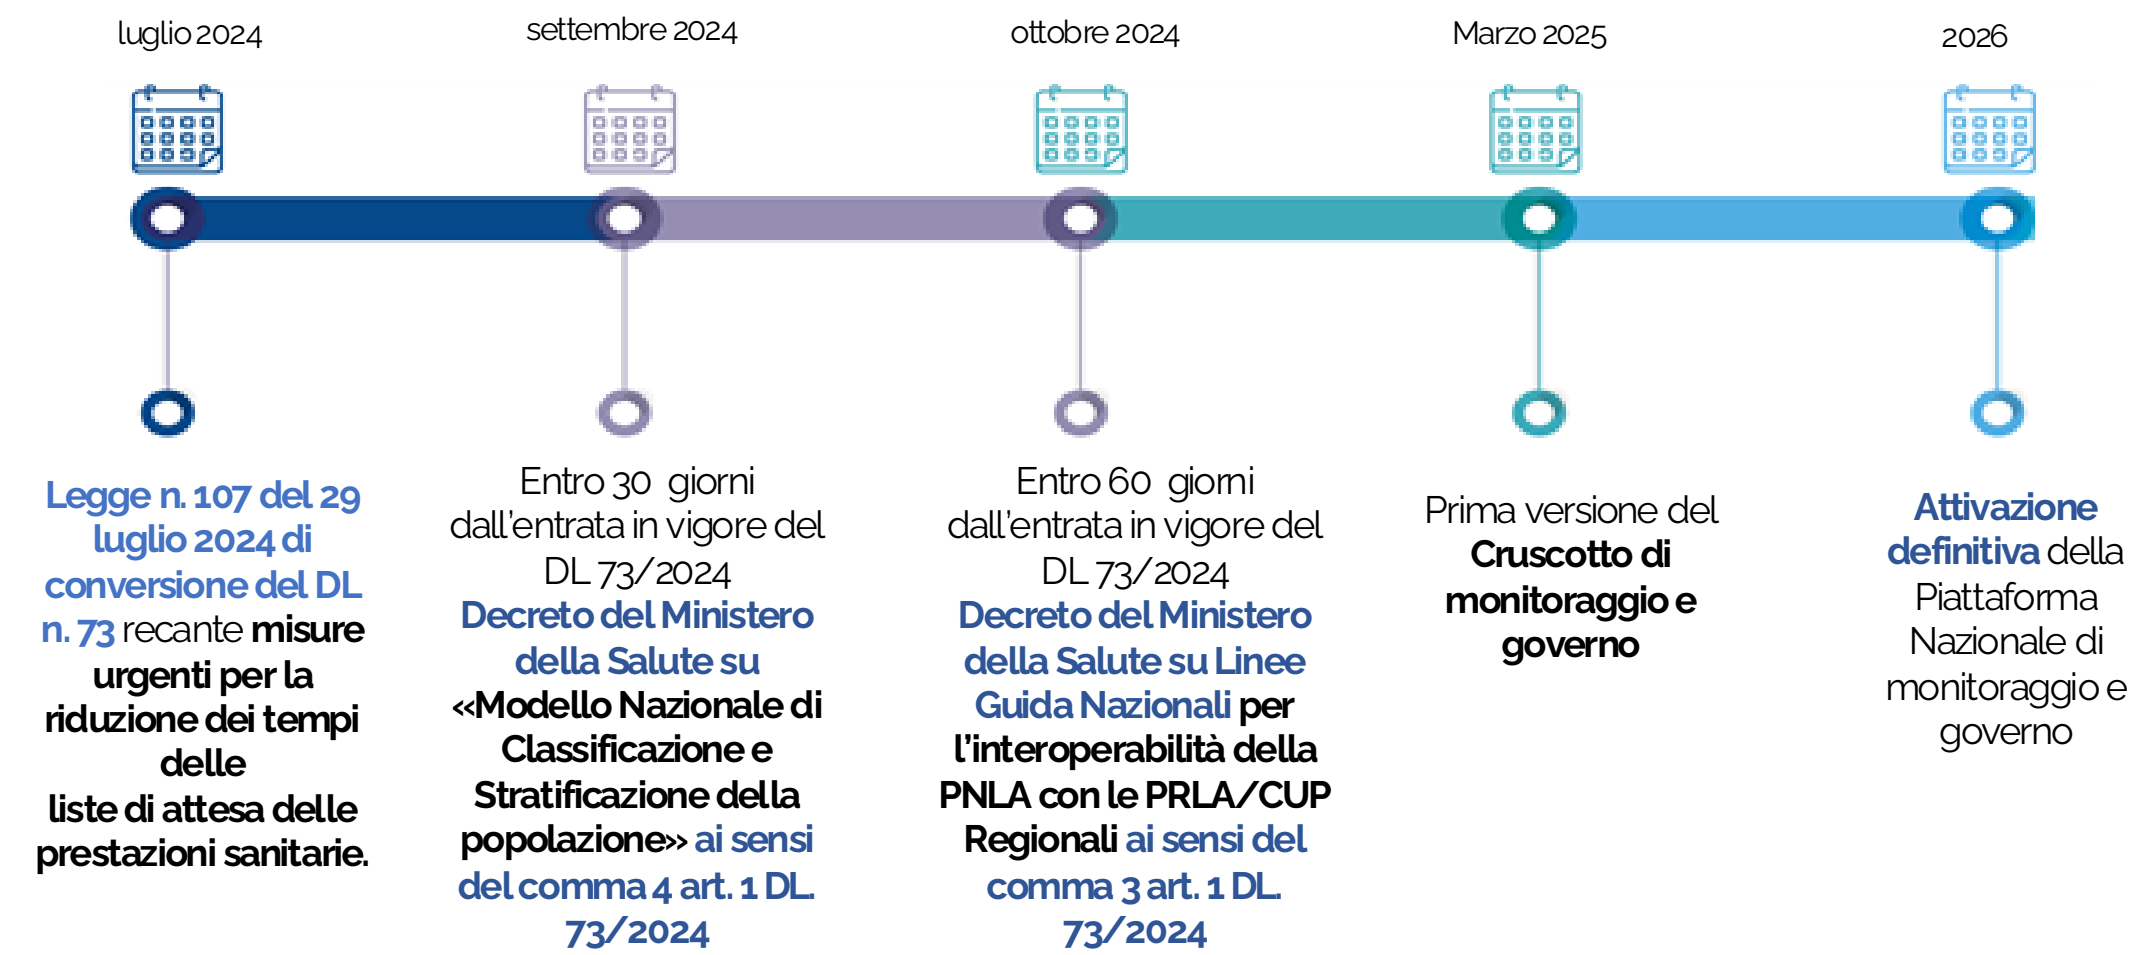 luglio 2024
settembre 2024
ottobre 2024
Marzo 2025
2026
Legge n. 107 del 29
luglio 2024 di
conversione del DL
n. 73 recante misure
urgenti per la
riduzione dei tempi
delle
liste di attesa delle
prestazioni sanitarie.
Entro 30 giorni
dall'entrata in vigore del
DL 73/2024
Decreto del Ministero
della Salute su
«Modello Nazionale di
Classificazione e
Stratificazione della
popolazione» ai sensi
del comma 4 art. 1 DL.
73/2024
Entro 60 giorni
dall'entrata in vigore del
DL 73/2024
Decreto del Ministero
della Salute su Linee
Guida Nazionali per
l'interoperabilità della
PNLA con le PRLA/CUP
Regionali ai sensi del
comma 3 art. 1 DL.
73/2024
Prima versione del
Cruscotto di
monitoraggio e
governo
Attivazione
definitiva della
Piattaforma
Nazionale di
monitoraggio e
governo